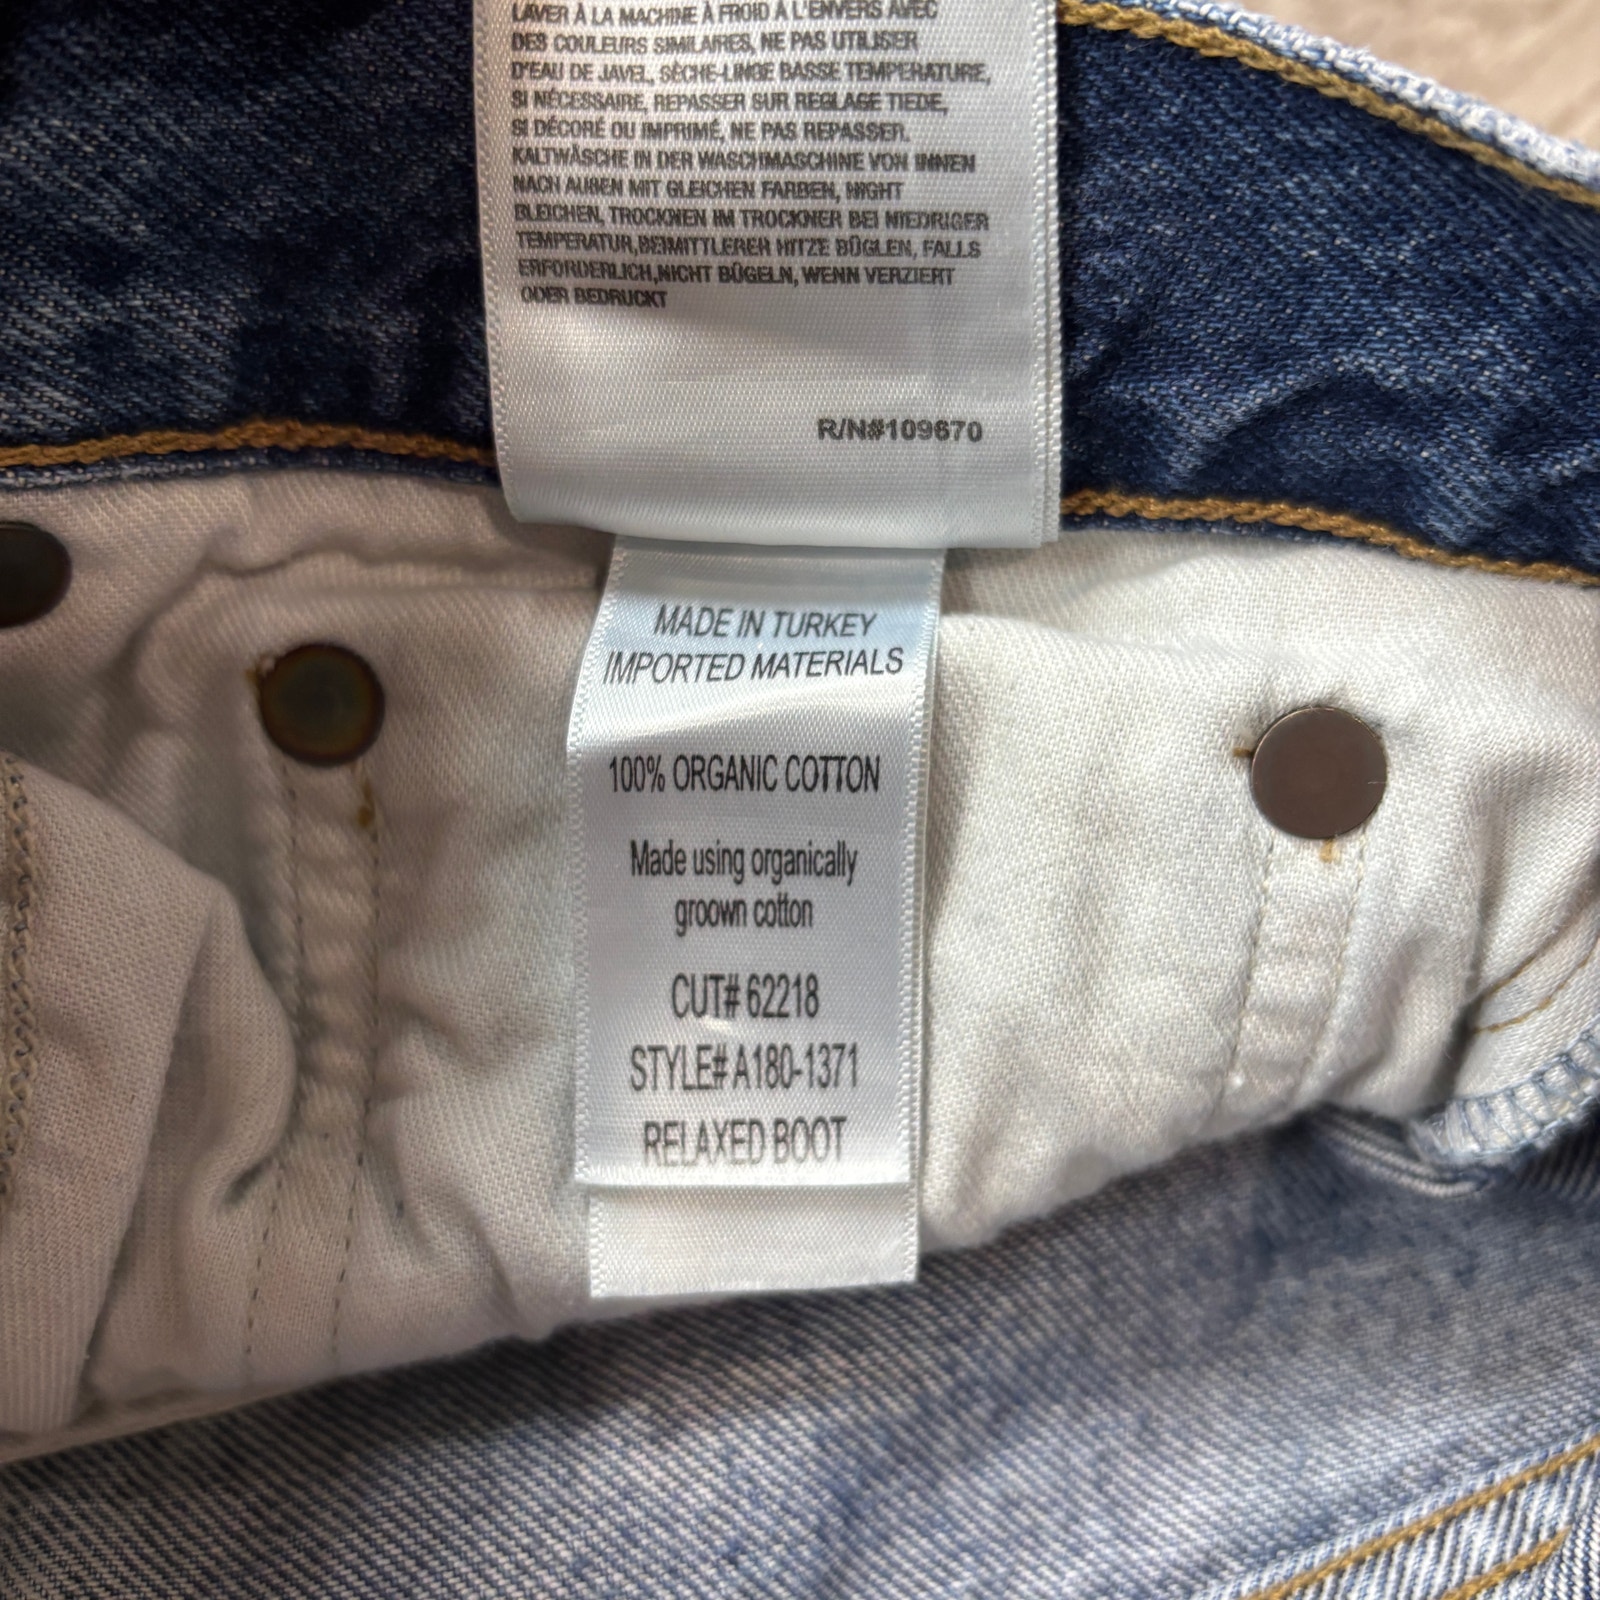 LAVER À LA MACHINE À FROID À L'ENVERS AVEC
DES COULEURS SIMILAIRES, NE PAS UTILISER
D'EAU DE JAVEL, SÈCHE-LINGE BASSE TEMPERATURE,
SI NÉCESSAIRE, REPASSER SUR REGLAGE TIEDE,
SI DÉCORÉ OU IMPRIMÉ, NE PAS REPASSER.
KALTWÄSCHE IN DER WASCHMASCHINE VON INNEN
NACH AUBEN MIT GLEICHEN FARBEN, NIGHT
BLEICHEN, TROCKNEN IM TROCKNER BEI NIEDRIGER
TEMPERATUR,BEIMITTLERER HITZE BÜGLEN, FALLS
ERFORDERLICH,NICHT BÜGELN, WENN VERZIERT
ODER BEDRUCKT
R/N#109670
MADE IN TURKEY
IMPORTED MATERIALS
100% ORGANIC COTTON
Made using organically
groown cotton
CUT# 62218
STYLE# A180-1371
RELAXED BOOT